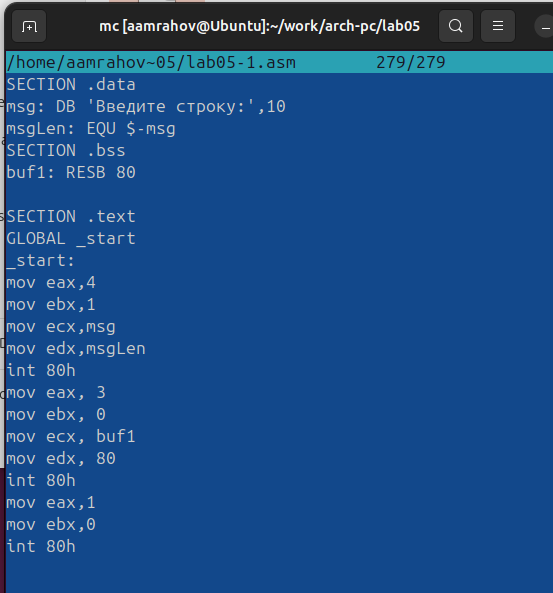 mc [aamrahov@Ubuntu]:~/work/arch-pc/lab05
/home/aamrahov~05/lab05-1.asm 279/279
SECTION .data
msg: DB 'Введите строку:',10
msgLen: EQU $-msg
SECTION .bss
buf1: RESB 80
SECTION .text
GLOBAL _start
_start:
mov eax,4
mov ebx,1
mov ecx,msg
mov edx,msgLen
int 80h
mov eax, 3
mov ebx, 0
mov ecx, buf1
mov edx, 80
int 80h
mov eax,1
mov ebx,0
int 80h